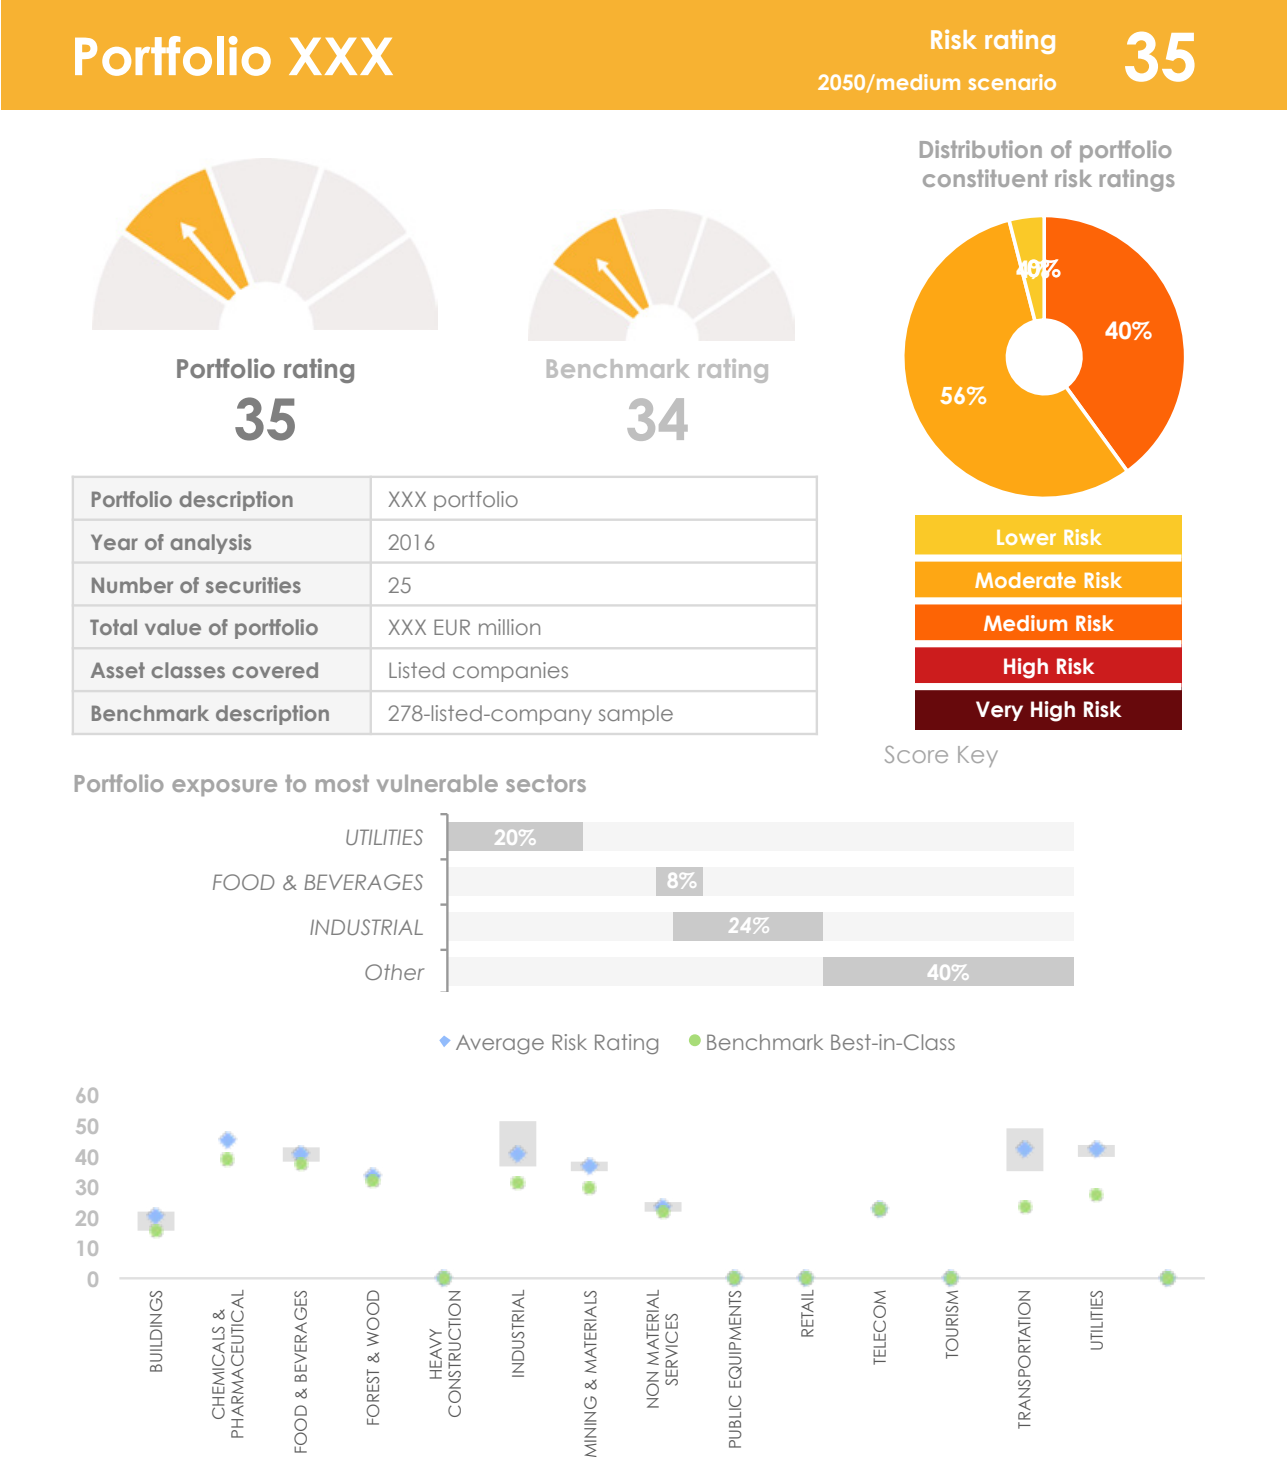 Portfolio XXX
Risk rating
2050/medium scenario
35
Distribution of portfolio
constituent risk ratings
40%
56%
Portfolio rating
35
Benchmark rating
34
Portfolio description XXX portfolio
Year of analysis 2016
Number of securities 25
Total value of portfolio XXX EUR million
Asset classes covered Listed companies
Benchmark description 278-listed-company sample
Lower Risk
Moderate Risk
Medium Risk
High Risk
Very High Risk
Score Key
Portfolio exposure to most vulnerable sectors
UTILITIES 20%
FOOD & BEVERAGES 8%
INDUSTRIAL 24%
Other 40%
Average Risk Rating Benchmark Best-in-Class
60
50
40
30
20
10
0
BUILDINGS
CHEMICALS &
PHARMACEUTICAL
FOOD & BEVERAGES
FOREST & WOOD
HEAVY
CONSTRUCTION
INDUSTRIAL
MINING & MATERIALS
NON MATERIAL
SERVICES
PUBLIC EQUIPMENTS
RETAIL
TELECOM
TOURISM
TRANSPORTATION
UTILITIES